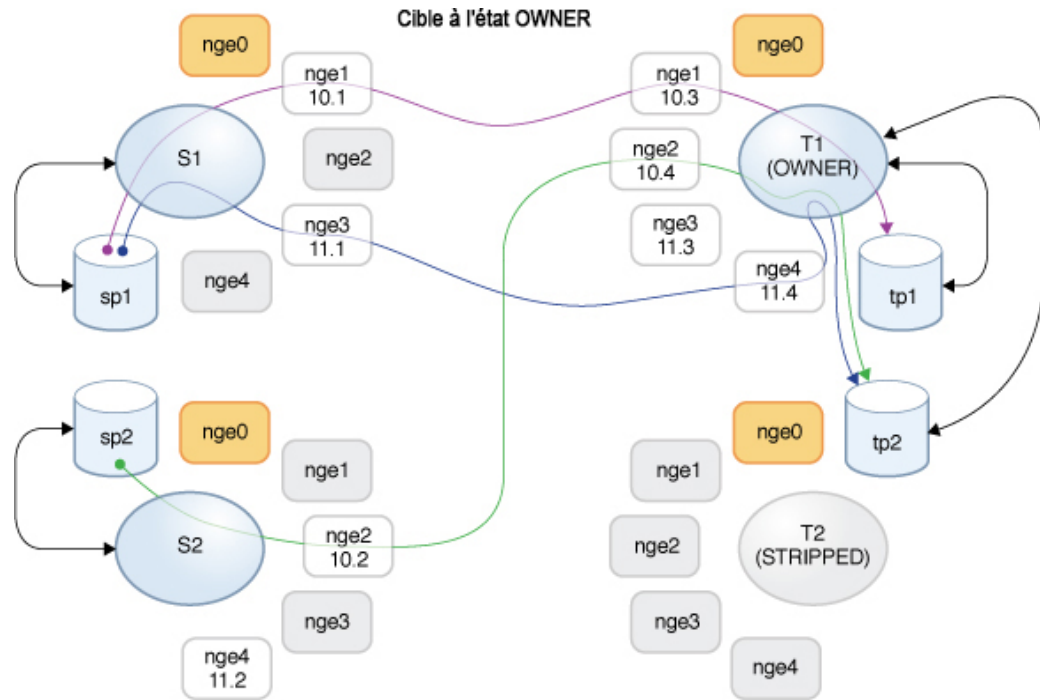 Cible à l'état OWNER
nge0
nge1
10.1
S1
nge2
nge3
11.1
sp1
nge4
nge0
nge1
10.3
nge2
10.4
T1
(OWNER)
nge3
11.3
nge4
11.4
tp1
sp2
nge0
nge1
S2
nge2
10.2
nge3
nge4
11.2
nge0
tp2
nge1
nge2
T2
(STRIPPED)
nge3
nge4